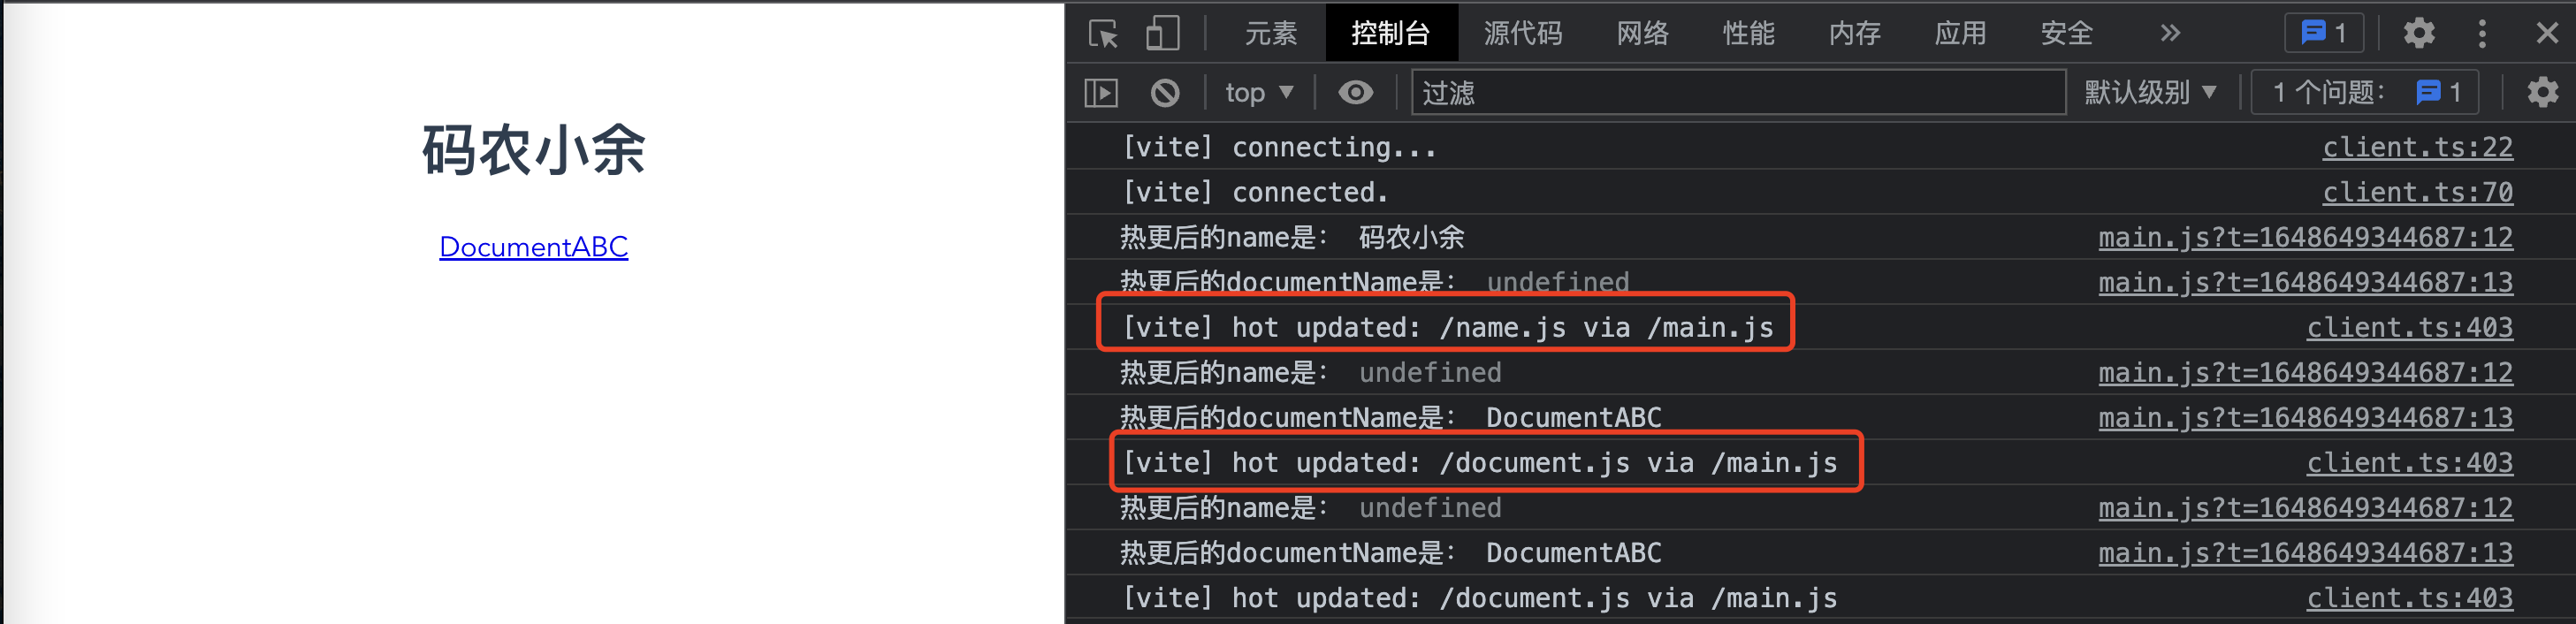 码农小余
DocumentABC
元素 控制台 源代码 网络 性能 内存 应用 安全 » 1
top ▼ 过滤 默认级别 ▼ 1 个问题： 1
[vite] connecting... client.ts:22
[vite] connected. client.ts:70
热更后的name是： 码农小余 main.js?t=1648649344687:12
热更后的documentName是： undefined main.js?t=1648649344687:13
[vite] hot updated: /name.js via /main.js client.ts:403
热更后的name是： undefined main.js?t=1648649344687:12
热更后的documentName是： DocumentABC main.js?t=1648649344687:13
[vite] hot updated: /document.js via /main.js client.ts:403
热更后的name是： undefined main.js?t=1648649344687:12
热更后的documentName是： DocumentABC main.js?t=1648649344687:13
[vite] hot updated: /document.js via /main.js client.ts:403